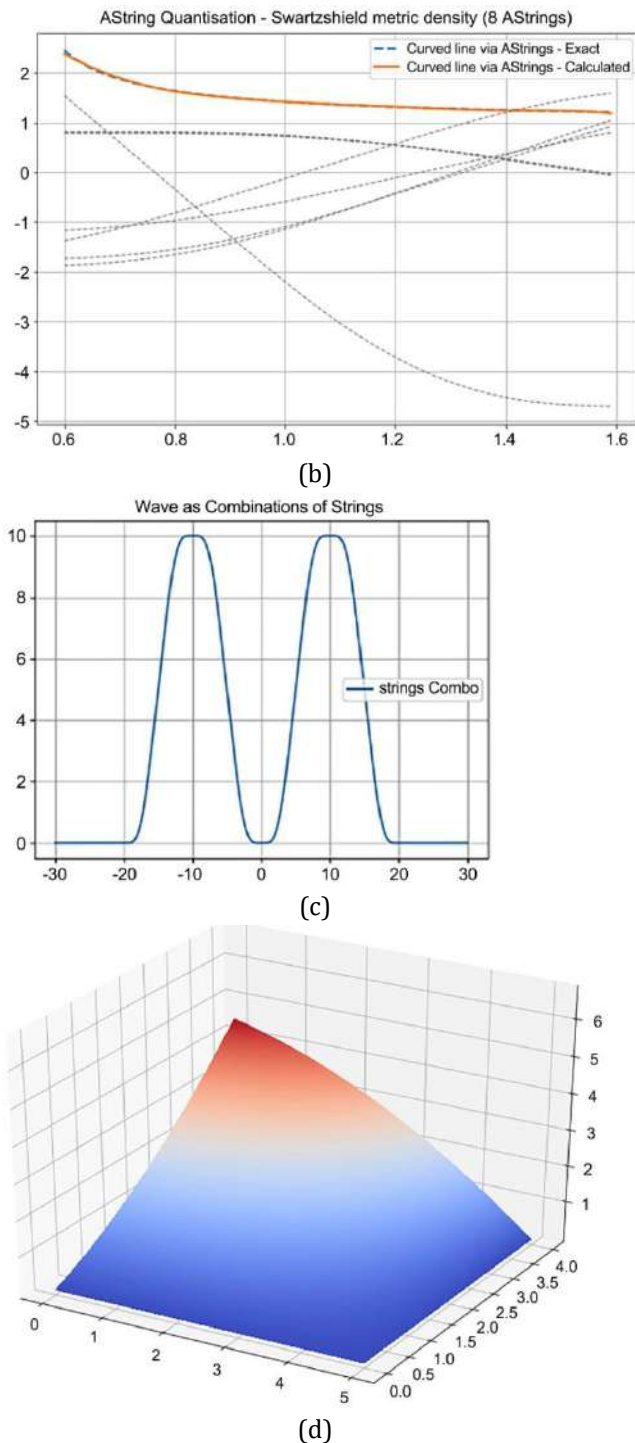 AString Quantisation - Swartzshield metric density (8 AStrings)
Curved line via AStrings - Exact
Curved line via AStrings - Calculated
2
1
0
-1
-2
-3
-4
-5
0.6 0.8 1.0 1.2 1.4 1.6
(b)
Wave as Combinations of Strings
10
8
6
strings Combo
4
2
0
-30 -20 -10 0 10 20 30
(c)
6
5
4
3
2
1
4.0
3.5
3.0
2.5
2.0
1.5
1.0
0.5
0.0
0 1 2 3 4 5
(d)